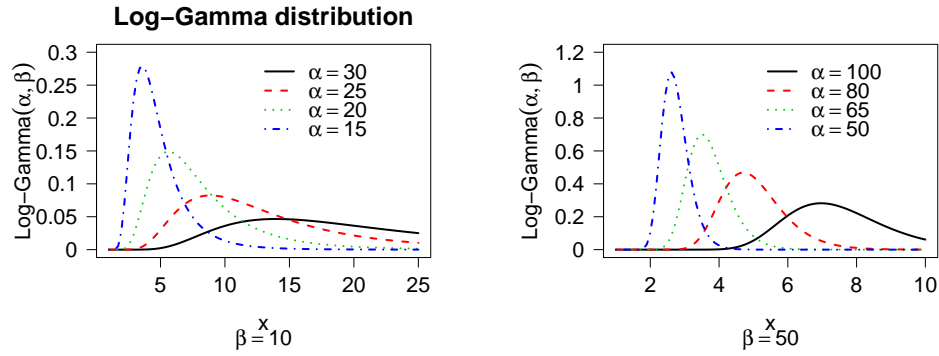 Log−Gamma distribution
Log−Gamma(α, β)
0.3
0.25
0.2
0.15
0.1
0.05
0
α = 30
α = 25
α = 20
α = 15
5 10 15 20 25
x
β = 10
Log−Gamma(α, β)
1.2
1
0.8
0.6
0.4
0.2
0
α = 100
α = 80
α = 65
α = 50
2 4 6 8 10
x
β = 50